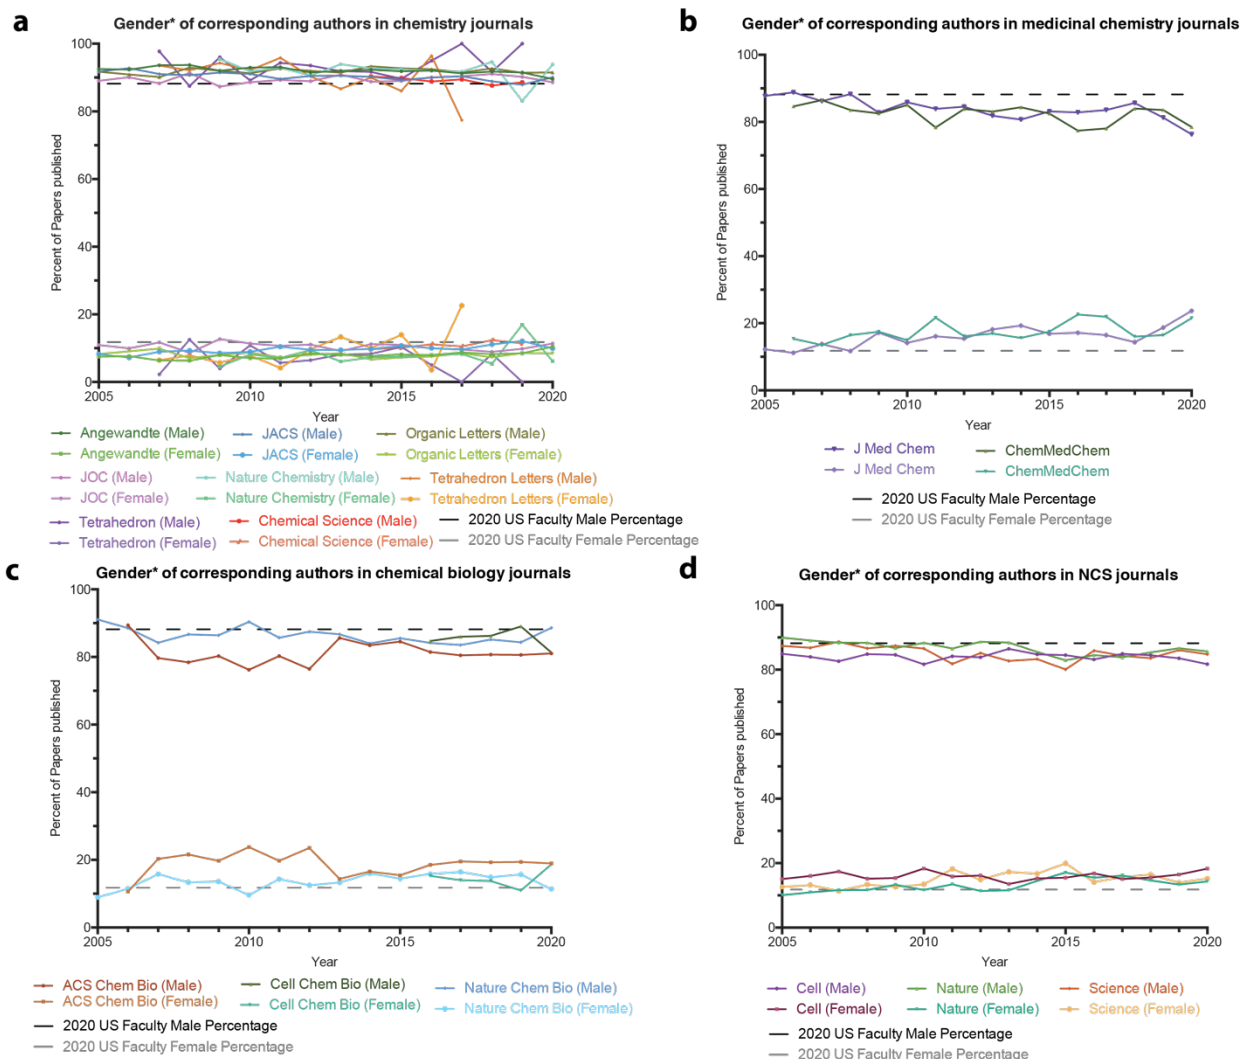 a
Gender* of corresponding authors in chemistry journals
Percent of Papers published
100
80
60
40
20
0
2005 2010 2015 2020
Year
Angewandte (Male) JACS (Male) Organic Letters (Male)
Angewandte (Female) JACS (Female) Organic Letters (Female)
JOC (Male) Nature Chemistry (Male) Tetrahedron Letters (Male)
JOC (Female) Nature Chemistry (Female) Tetrahedron Letters (Female)
Tetrahedron (Male) Chemical Science (Male) 2020 US Faculty Male Percentage
Tetrahedron (Female) Chemical Science (Female) 2020 US Faculty Female Percentage
b
Gender* of corresponding authors in medicinal chemistry journals
Percent of Papers published
100
80
60
40
20
0
2005 2010 2015 2020
Year
J Med Chem ChemMedChem
J Med Chem ChemMedChem
2020 US Faculty Male Percentage
2020 US Faculty Female Percentage
c
Gender* of corresponding authors in chemical biology journals
Percent of Papers published
100
80
60
40
20
0
2005 2010 2015 2020
Year
ACS Chem Bio (Male) Cell Chem Bio (Male) Nature Chem Bio (Male)
ACS Chem Bio (Female) Cell Chem Bio (Female) Nature Chem Bio (Female)
2020 US Faculty Male Percentage
2020 US Faculty Female Percentage
d
Gender* of corresponding authors in NCS journals
Percent of Papers published
100
80
60
40
20
0
2005 2010 2015 2020
Year
Cell (Male) Nature (Male) Science (Male)
Cell (Female) Nature (Female) Science (Female)
2020 US Faculty Male Percentage
2020 US Faculty Female Percentage